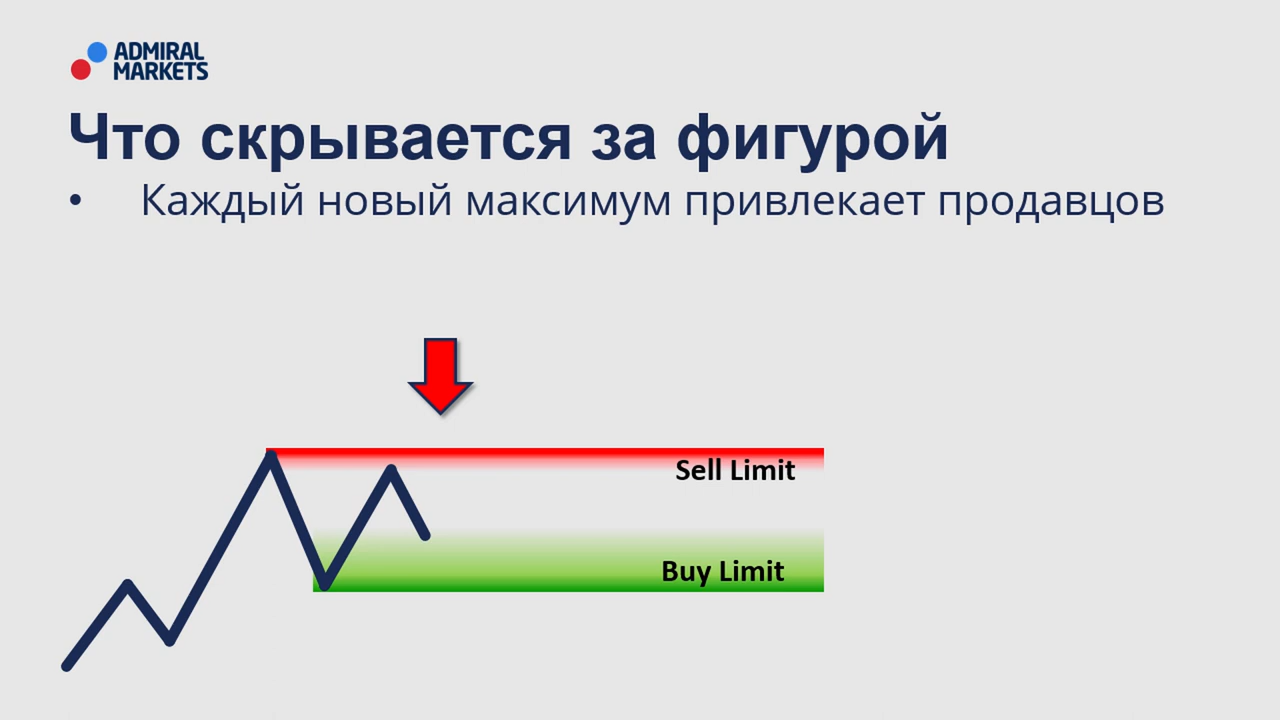 ADMIRAL
MARKETS
Что скрывается за фигурой
• Каждый новый максимум привлекает продавцов
Sell Limit
Buy Limit